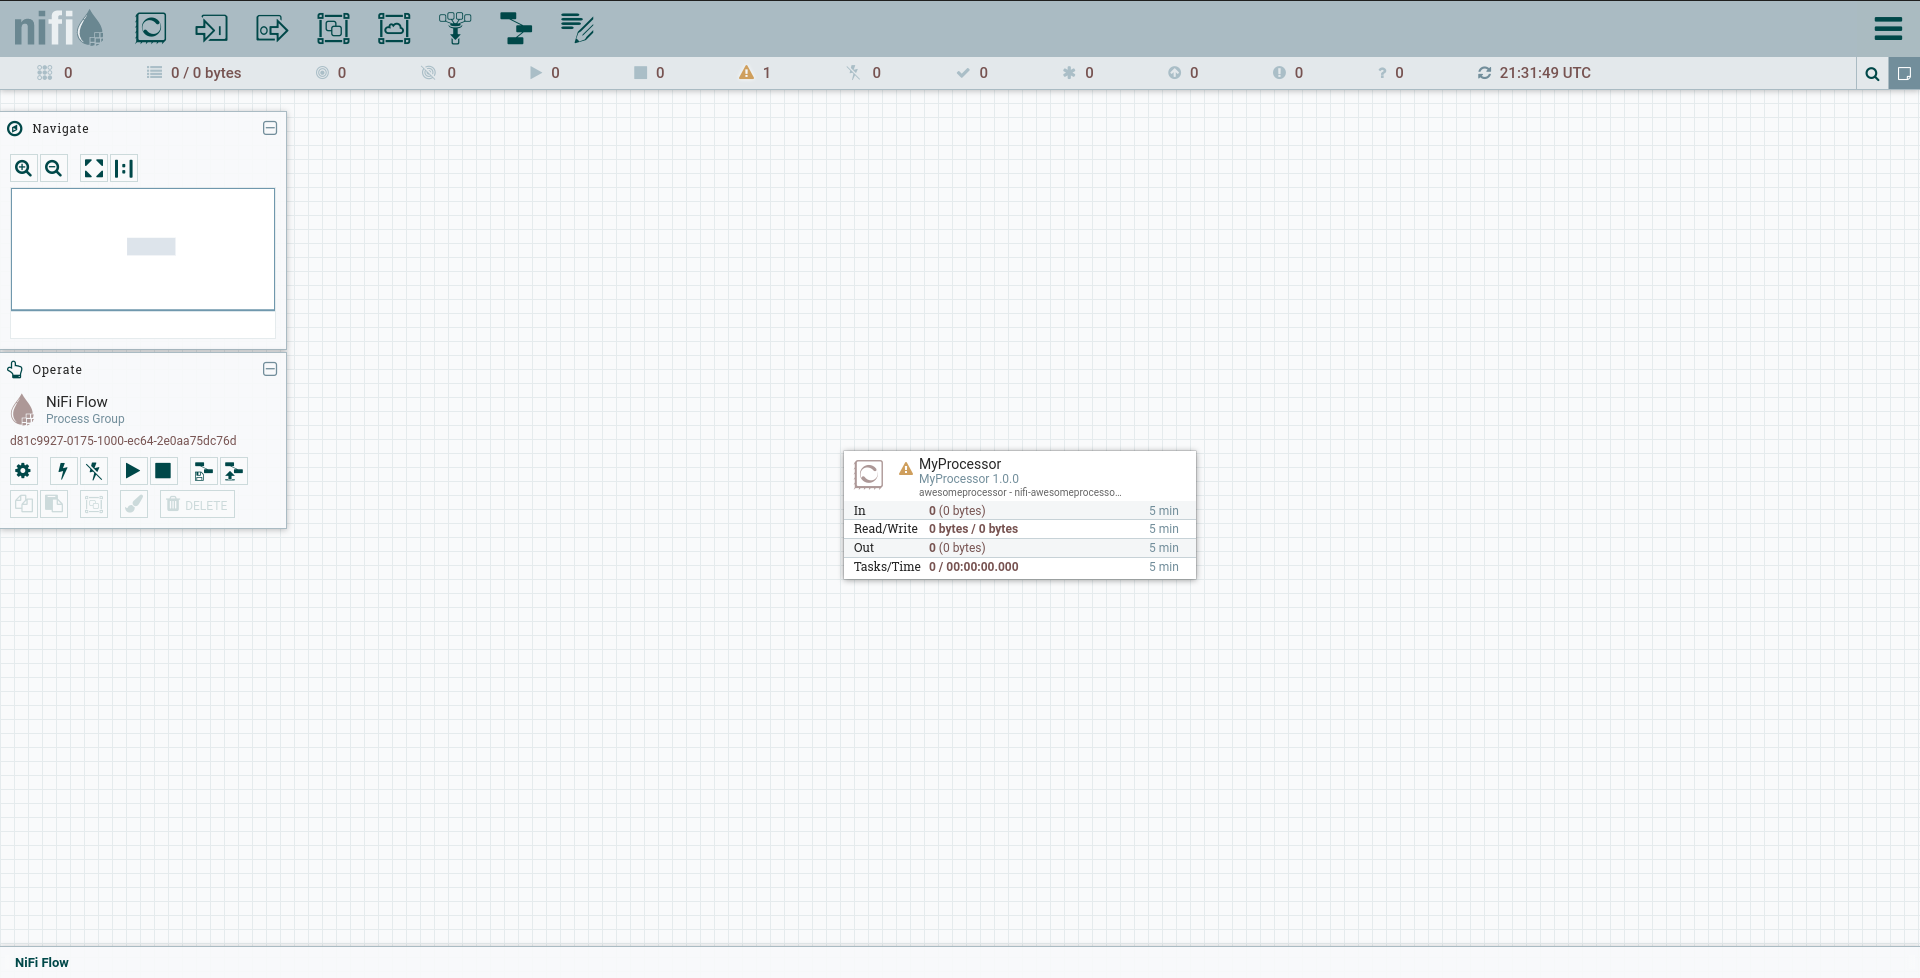 nifi
0
0 / 0 bytes
0
0
0
0
1
0
0
0
0
0
? 0
21:31:49 UTC
Navigate
Operate
NiFi Flow
Process Group
d81c9927-0175-1000-ec64-2e0aa75dc76d
DELETE
MyProcessor
MyProcessor 1.0.0
awesomeprocessor - nifi-awesomeprocesso...
In 0 (0 bytes) 5 min
Read/Write 0 bytes / 0 bytes 5 min
Out 0 (0 bytes) 5 min
Tasks/Time 0 / 00:00:00.000 5 min
NiFi Flow